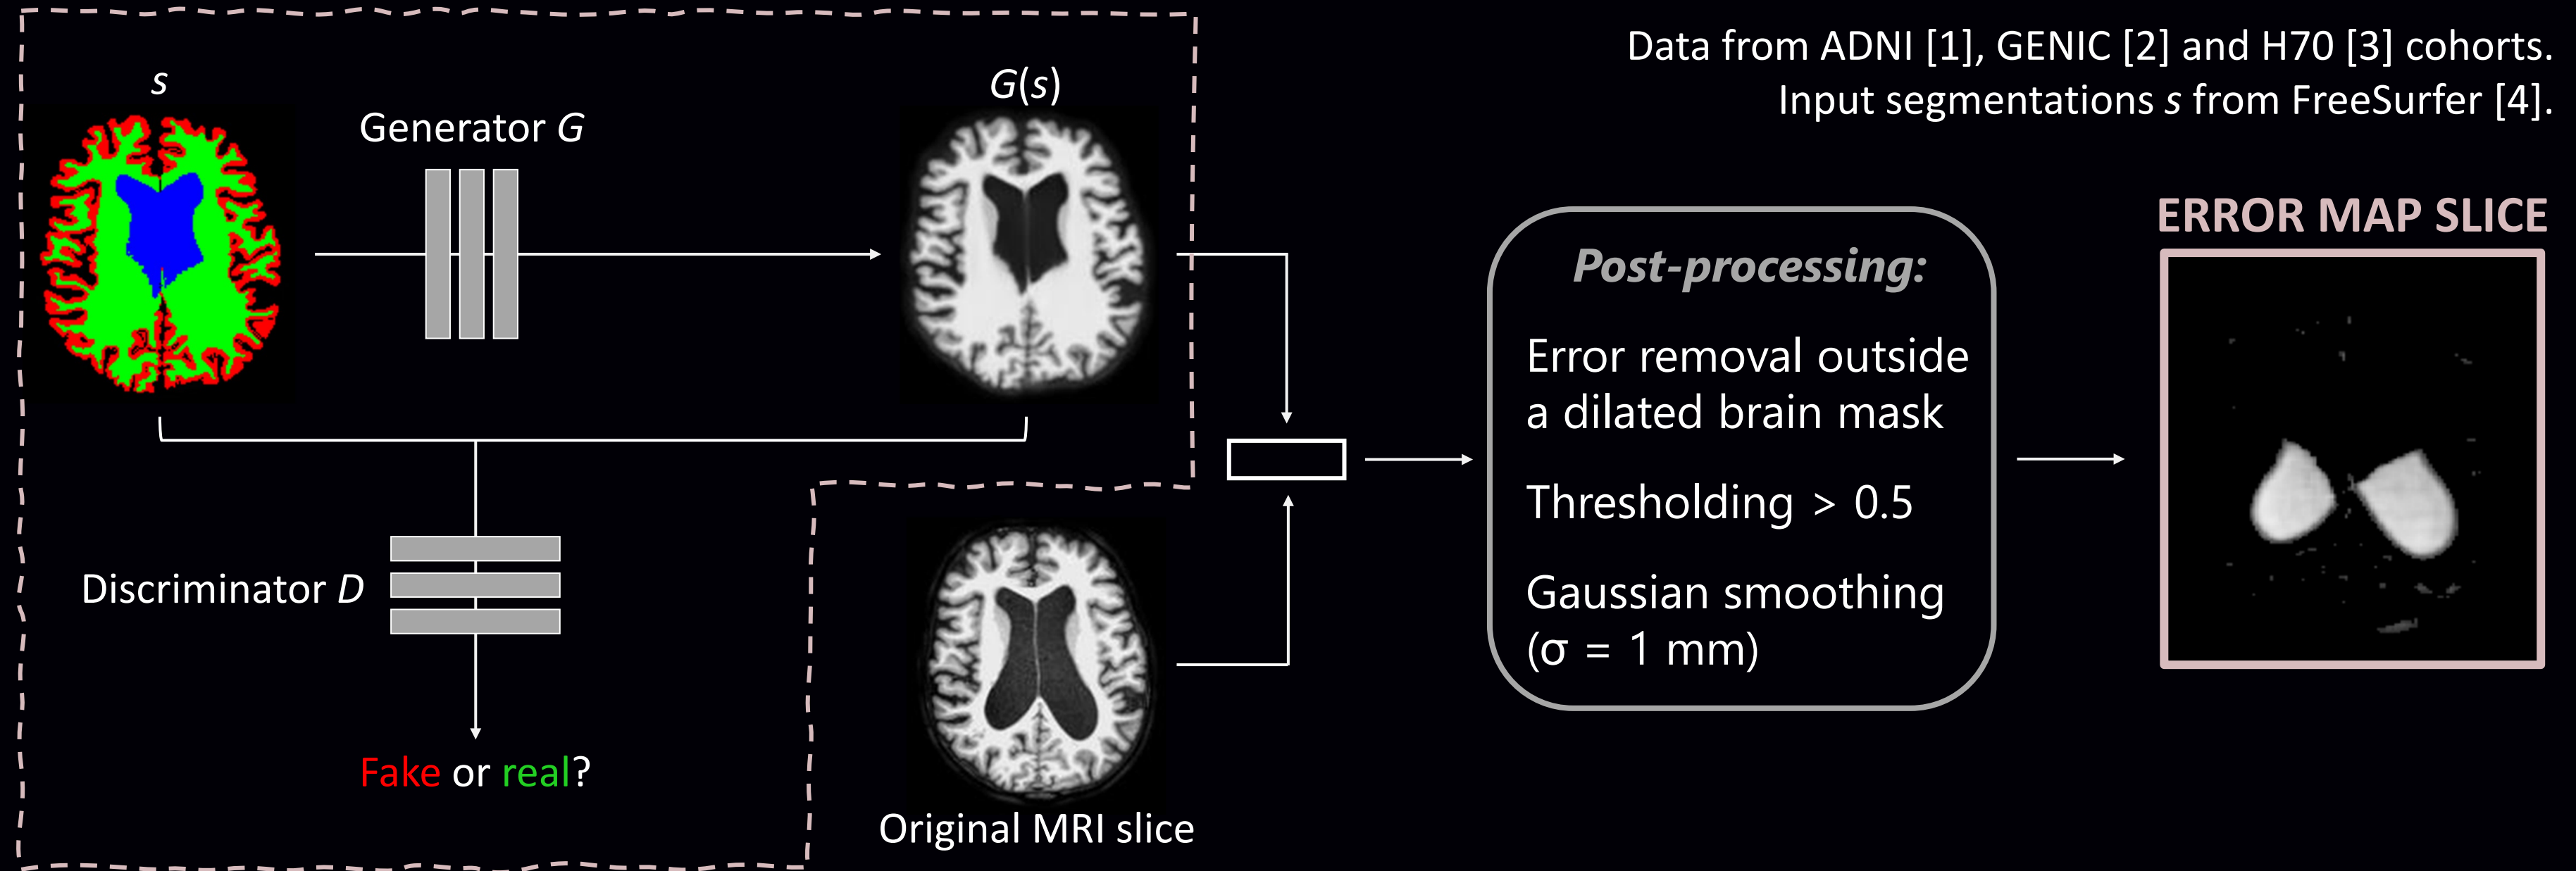 Data from ADNI [1], GENIC [2] and H70 [3] cohorts.
Input segmentations s from FreeSurfer [4].
s
Generator G
G(s)
Discriminator D
Fake or real?
Original MRI slice
Post-processing:
Error removal outside
a dilated brain mask
Thresholding > 0.5
Gaussian smoothing
(σ = 1 mm)
ERROR MAP SLICE